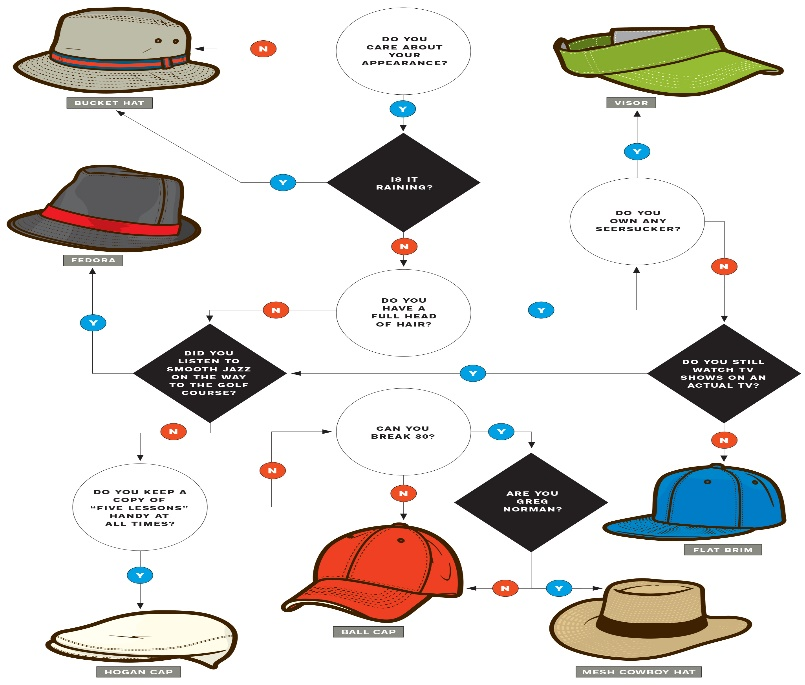 DO YOU
CARE ABOUT
YOUR
APPEARANCE?
N
BUCKET HAT
VISOR
Y
Y
IS IT
RAINING?
Y
DO YOU
OWN ANY
SEERSUCKER?
N
FEDORA
N
DO YOU
HAVE A
FULL HEAD
OF HAIR?
N
Y
Y
DID YOU
LISTEN TO
SMOOTH JAZZ
ON THE WAY
TO THE GOLF
COURSE?
Y
DO YOU STILL
WATCH TV
SHOWS ON AN
ACTUAL TV?
N
CAN YOU
BREAK 80?
Y
N
N
DO YOU KEEP A
COPY OF
"FIVE LESSONS"
HANDY AT
ALL TIMES?
N
ARE YOU
GREG
NORMAN?
FLAT BRIM
Y
N
Y
BALL CAP
HOGAN CAP
MESH COWBOY HAT